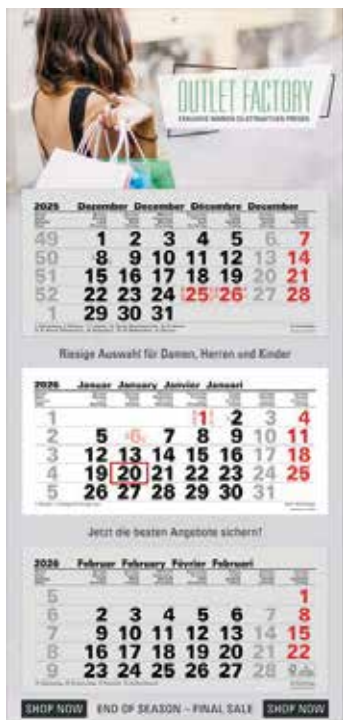 OUTLET FACTORY
EXKLUSIVE MARKEN ZU ATTRAKTIVEN PREISEN
2025 Dezember December Décembre December
49 1 2 3 4 5 6 7
50 8 9 10 11 12 13 14
51 15 16 17 18 19 20 21
52 22 23 24 25 26 27 28
1 29 30 31
Riesige Auswahl für Damen, Herren und Kinder
2026 Januar January Janvier Januari
1 1 2 3 4
2 5 6 7 8 9 10 11
3 12 13 14 15 16 17 18
4 19 20 21 22 23 24 25
5 26 27 28 29 30 31
Jetzt die besten Angebote sichern!
2026 Februar February Février Februari
5 1
6 2 3 4 5 6 7 8
7 9 10 11 12 13 14 15
8 16 17 18 19 20 21 22
9 23 24 25 26 27 28
SHOP NOW END OF SEASON – FINAL SALE SHOP NOW